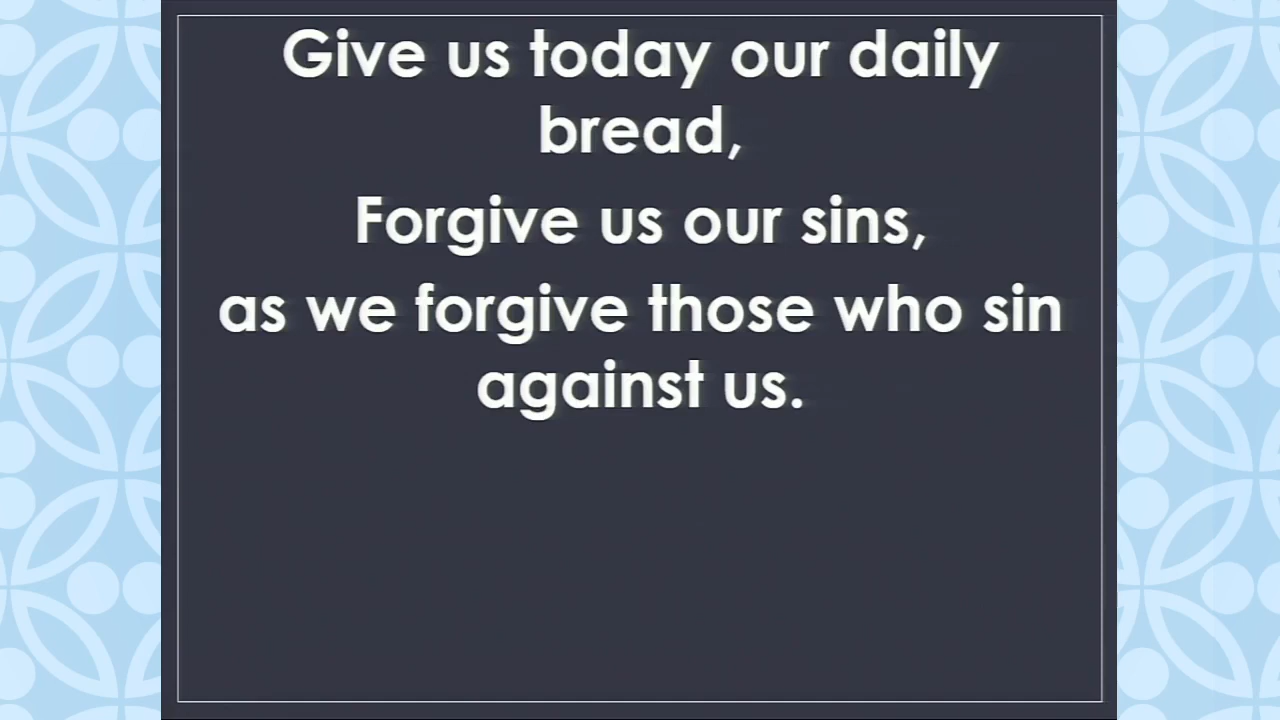 Give us today our daily
bread,
Forgive us our sins,
as we forgive those who sin
against us.